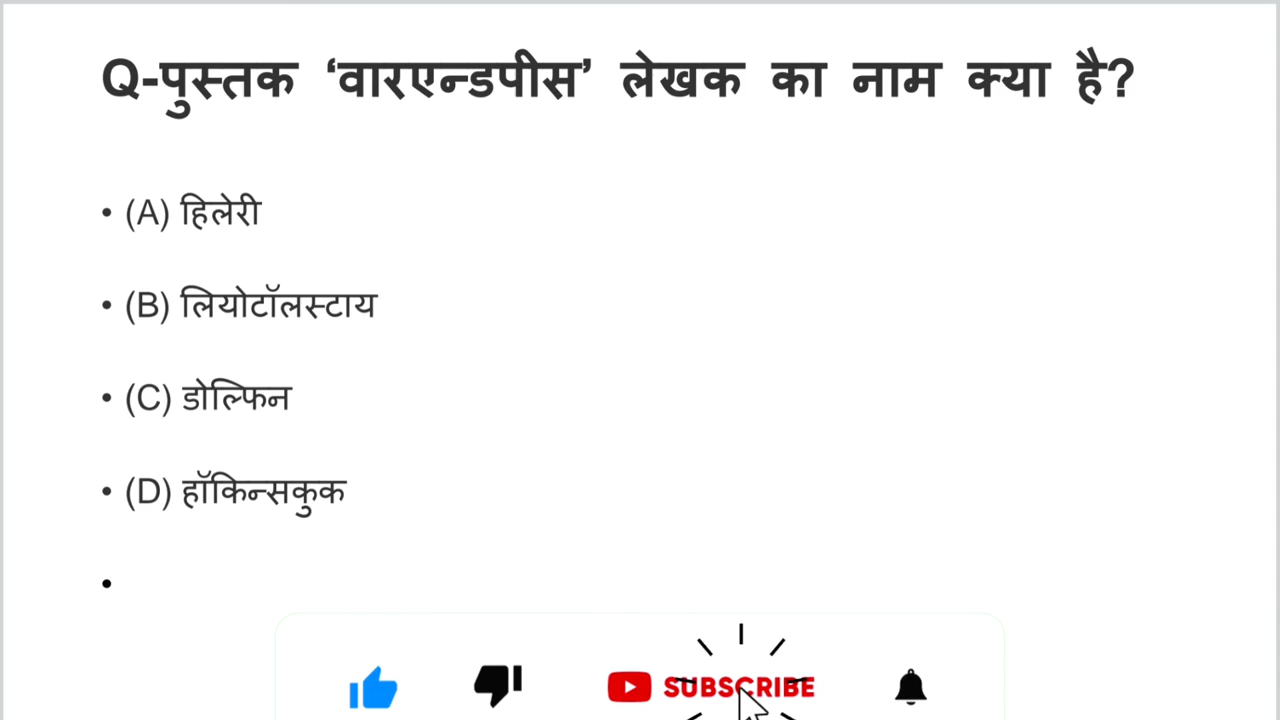 Q-पुस्तक ‘वारएन्डपीस’ लेखक का नाम क्या है?
• (A) हिलेरी
• (B) लियोटॉलस्टाय
• (C) डोल्फिन
• (D) हॉकिन्सकुक
•
SUBSCRIBE